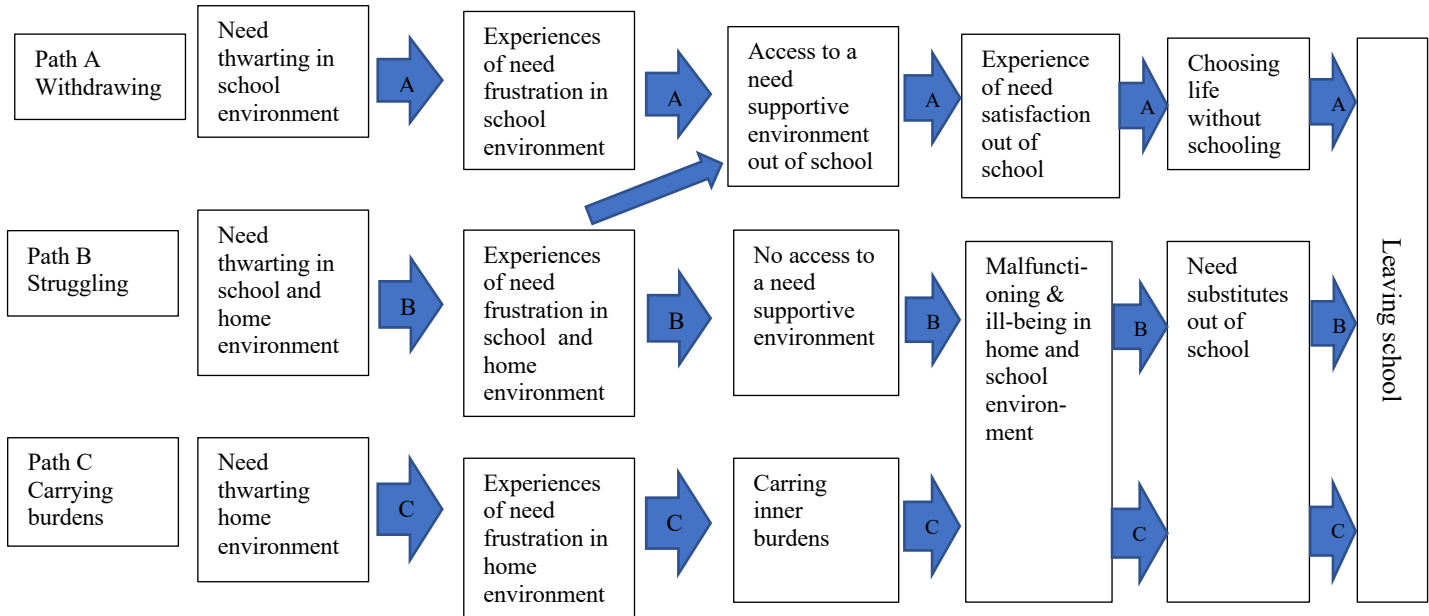 Path A
Withdrawing
Need
thwarting in
school
environment
A
Experiences
of need
frustration in
school
environment
A
Access to a
need
supportive
environment
out of school
A
Experience
of need
satisfaction
out of
school
A
Choosing
life
without
schooling
A
Leaving school
Path B
Struggling
Need
thwarting in
school and
home
environment
B
Experiences
of need
frustration in
school and
home
environment
B
No access to
a need
supportive
environment
B
Malfuncti-
oning &
ill-being in
home and
school
environ-
ment
B
Need
substitutes
out of
school
B
Path C
Carrying
burdens
Need
thwarting
home
environment
C
Experiences
of need
frustration in
home
environment
C
Carring
inner
burdens
C
C
C